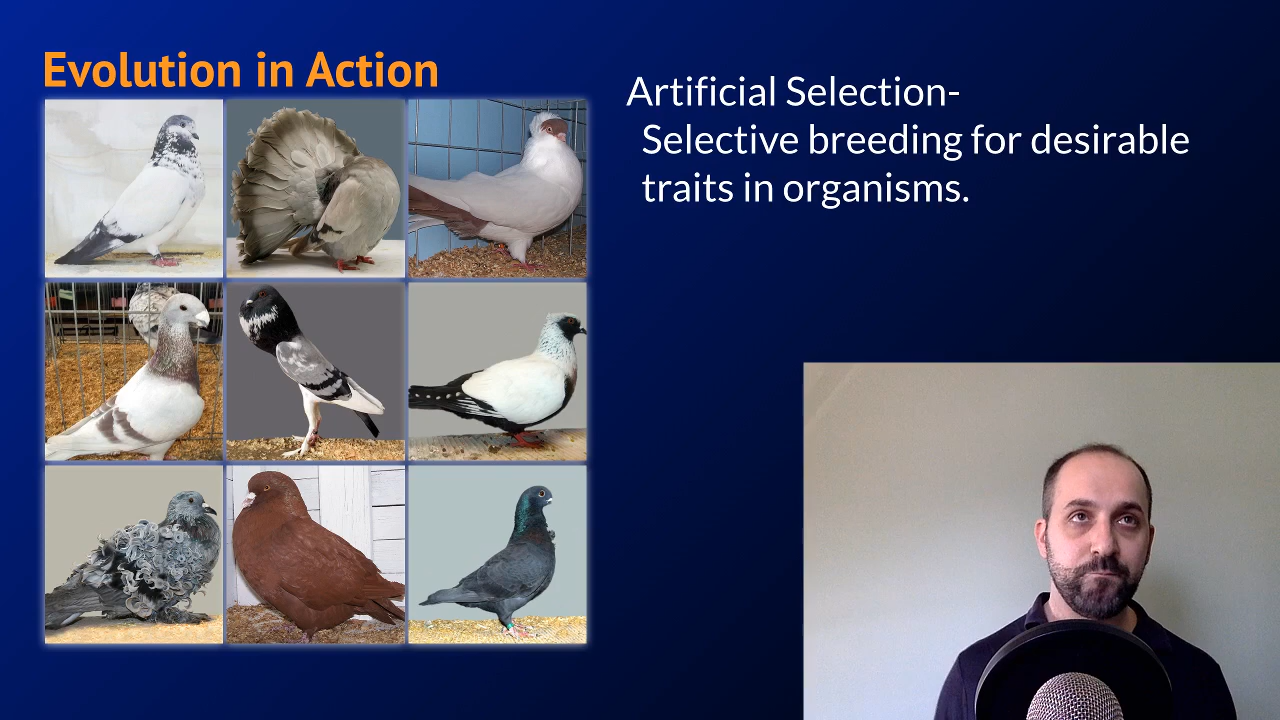 Evolution in Action
Artificial Selection-
Selective breeding for desirable
traits in organisms.